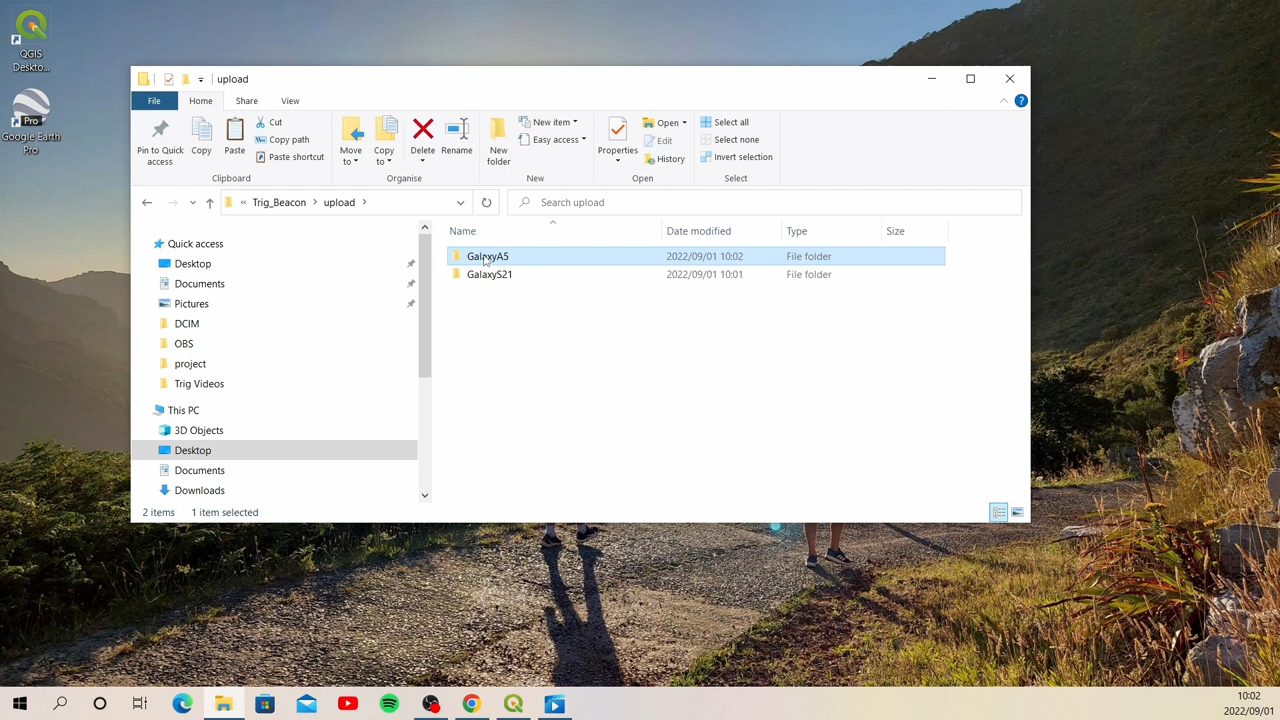 QGIS
Deskto...
Pro
Google Earth
Pro
upload
File
Home
Share
View
Pin to Quick
access
Copy
Paste
Cut
Copy path
Paste shortcut
Clipboard
Move
to
Copy
to
Delete
Rename
Organise
New
folder
New item
Easy access
New
Properties
Open
Edit
History
Open
Select all
Select none
Invert selection
Select
« Trig_Beacon > upload >
Search upload
Quick access
Desktop
Documents
Pictures
DCIM
OBS
project
Trig Videos
This PC
3D Objects
Desktop
Documents
Downloads
Name Date modified Type Size
GalaxyA5 2022/09/01 10:02 File folder
GalaxyS21 2022/09/01 10:01 File folder
2 items 1 item selected
10:02
2022/09/01